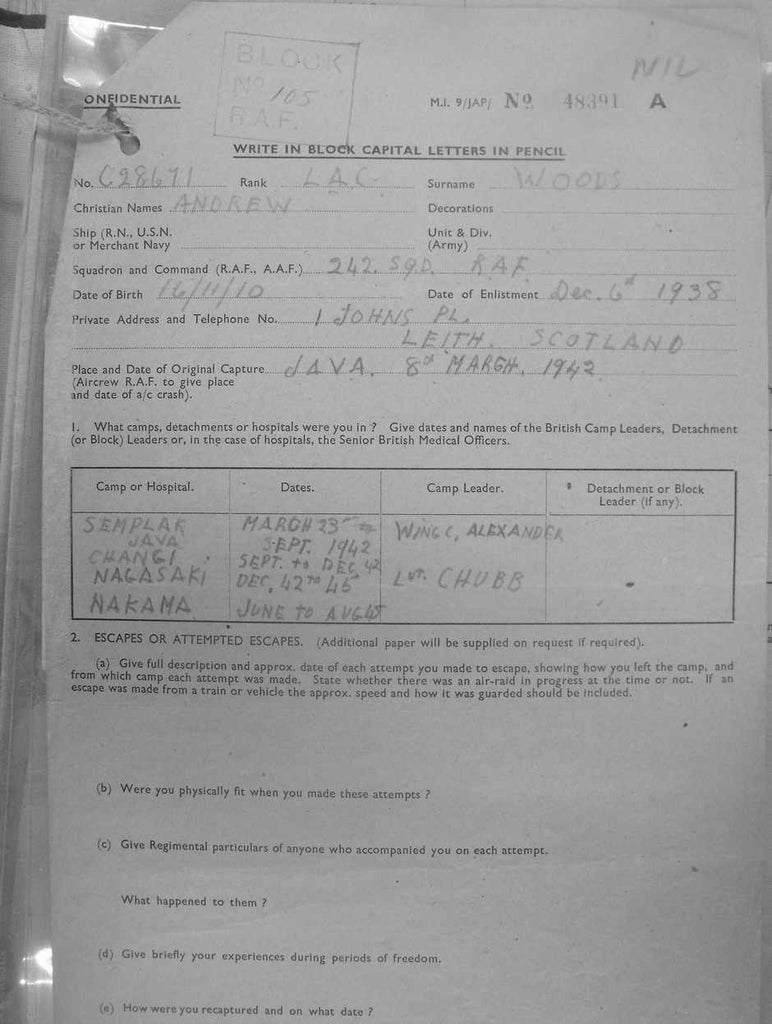 NIL
BLOCK
Nº 105
R.A.F.
ONFIDENTIAL
M.I. 9/JAP/ Nº 48391 A
WRITE IN BLOCK CAPITAL LETTERS IN PENCIL
No. C28671 Rank L.A.C. Surname WOODS
Christian Names ANDREW Decorations
Ship (R.N., U.S.N. Unit & Div.
or Merchant Navy (Army)
Squadron and Command (R.A.F., A.A.F.) 242. SQD. RAF
Date of Birth 16/11/10 Date of Enlistment Dec. 6th 1938
Private Address and Telephone No. 1 JOHNS PL.
LEITH. SCOTLAND
Place and Date of Original Capture JAVA. 8th MARCH, 1942
(Aircrew R.A.F. to give place
and date of a/c crash).
1. What camps, detachments or hospitals were you in ? Give dates and names of the British Camp Leaders, Detachment
(or Block) Leaders or, in the case of hospitals, the Senior British Medical Officers.
Camp or Hospital. Dates. Camp Leader. Detachment or Block
Leader (if any).
SEMPLAK MARCH 23rd to WING C, ALEXANDER
JAVA SEPT. 1942
CHANGI SEPT. to DEC 42
NAGASAKI DEC, 42 to 45 LUT. CHUBB
NAKAMA JUNE TO AUG 45
2. ESCAPES OR ATTEMPTED ESCAPES. (Additional paper will be supplied on request if required).
(a) Give full description and approx. date of each attempt you made to escape, showing how you left the camp, and
from which camp each attempt was made. State whether there was an air-raid in progress at the time or not. If an
escape was made from a train or vehicle the approx. speed and how it was guarded should be included.
(b) Were you physically fit when you made these attempts ?
(c) Give Regimental particulars of anyone who accompanied you on each attempt.
What happened to them ?
(d) Give briefly your experiences during periods of freedom.
(e) How were you recaptured and on what date ?